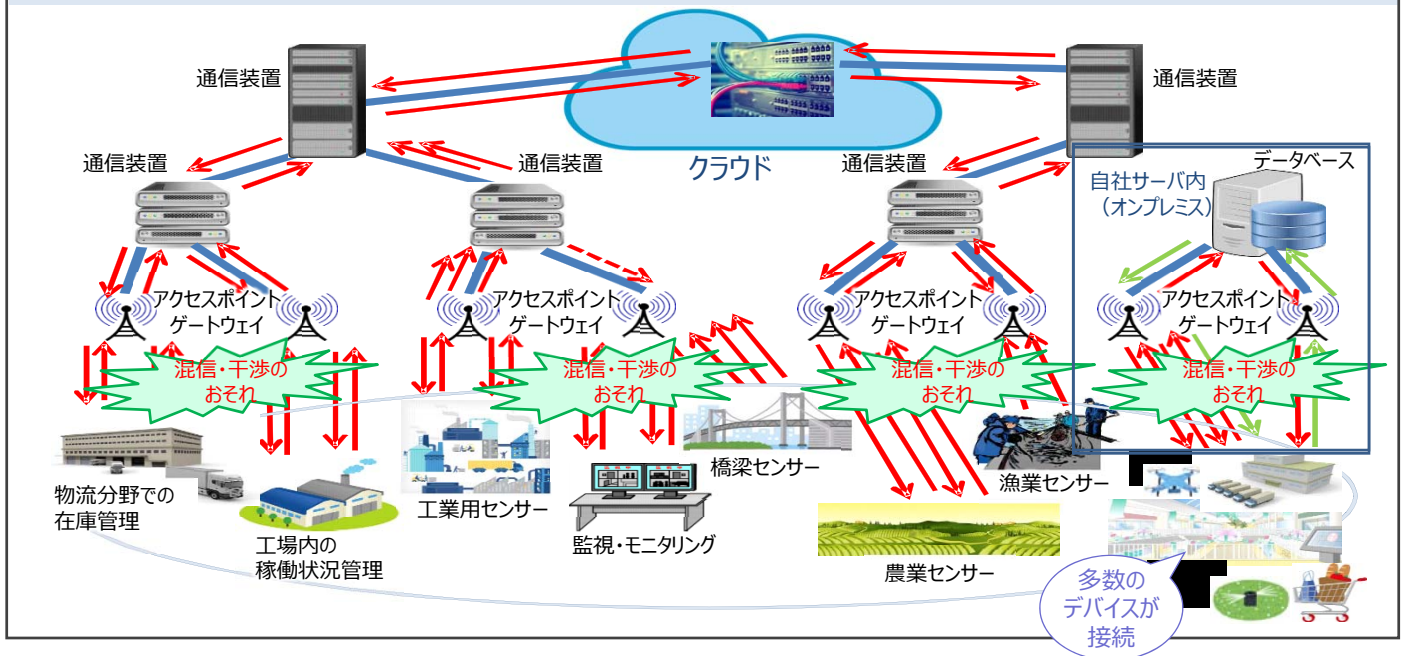 通信装置
通信装置
通信装置
通信装置
通信装置
クラウド
データベース
自社サーバ内
（オンプレミス）
アクセスポイント
ゲートウェイ
アクセスポイント
ゲートウェイ
アクセスポイント
ゲートウェイ
アクセスポイント
ゲートウェイ
混信・干渉の
おそれ
混信・干渉の
おそれ
混信・干渉の
おそれ
混信・干渉の
おそれ
物流分野での
在庫管理
工場内の
稼働状況管理
工業用センサー
監視・モニタリング
橋梁センサー
農業センサー
漁業センサー
多数の
デバイスが
接続